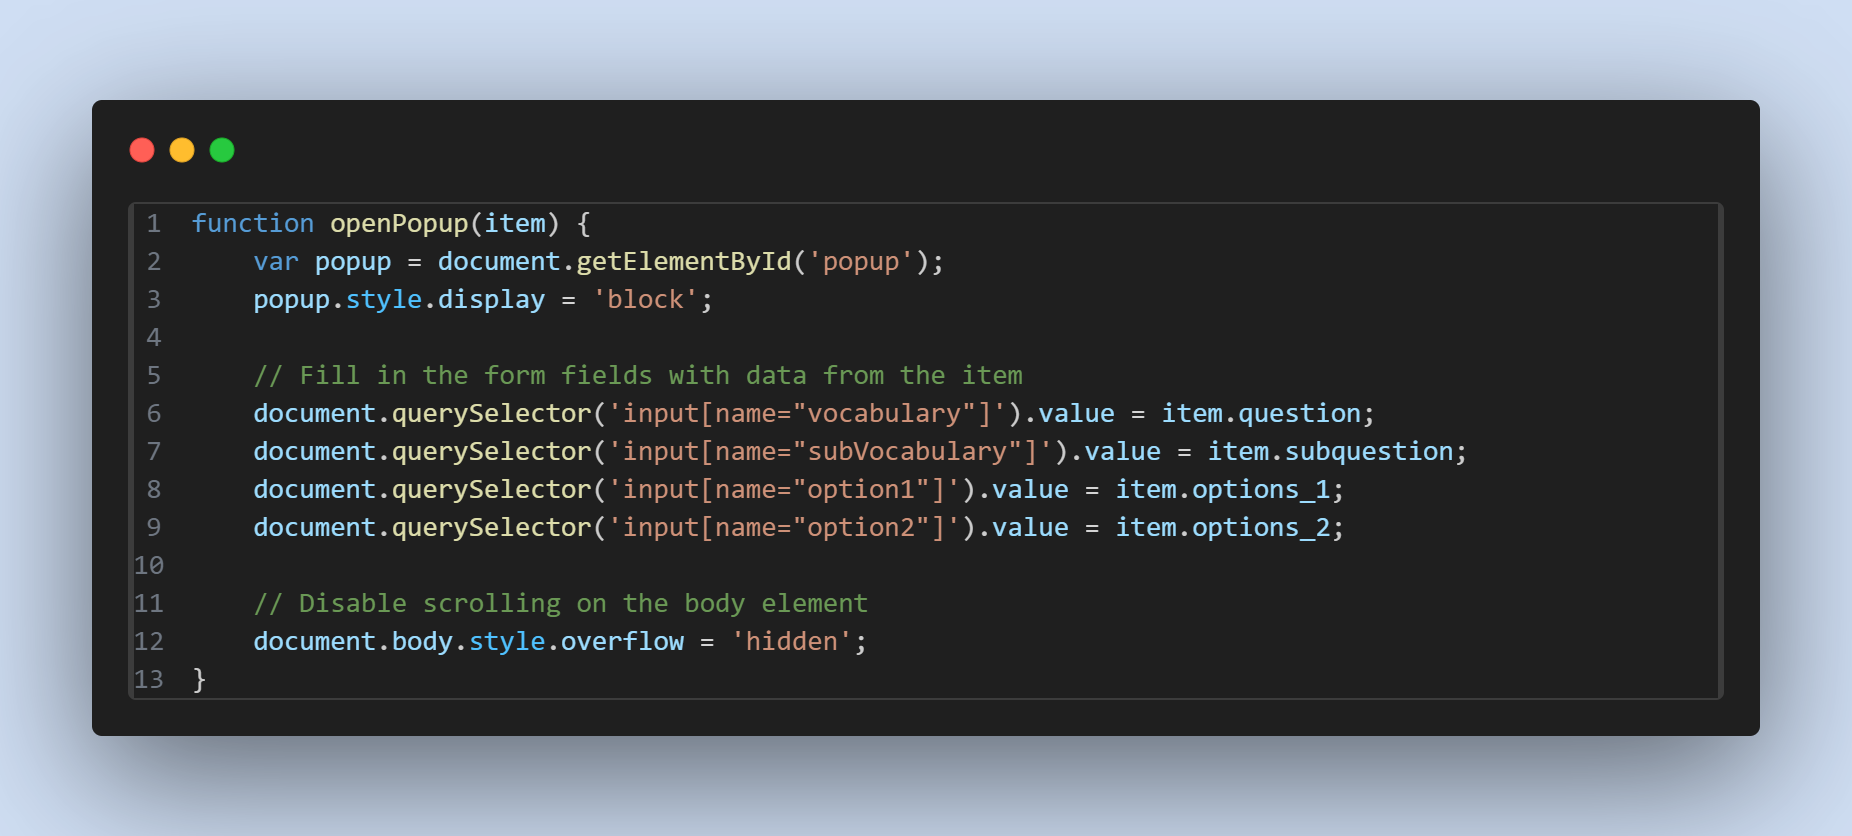 1 function openPopup(item) {
2     var popup = document.getElementById('popup');
3     popup.style.display = 'block';
4
5     // Fill in the form fields with data from the item
6     document.querySelector('input[name="vocabulary"]').value = item.question;
7     document.querySelector('input[name="subVocabulary"]').value = item.subquestion;
8     document.querySelector('input[name="option1"]').value = item.options_1;
9     document.querySelector('input[name="option2"]').value = item.options_2;
10
11     // Disable scrolling on the body element
12     document.body.style.overflow = 'hidden';
13 }